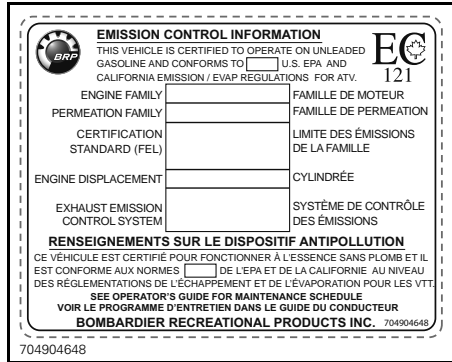 EMISSION CONTROL INFORMATION
BRP
THIS VEHICLE IS CERTIFIED TO OPERATE ON UNLEADED
GASOLINE AND CONFORMS TO U.S. EPA AND
CALIFORNIA EMISSION / EVAP REGULATIONS FOR ATV.
EC
121
ENGINE FAMILY FAMILLE DE MOTEUR
PERMEATION FAMILY FAMILLE DE PERMEATION
CERTIFICATION LIMITE DES ÉMISSIONS
STANDARD (FEL) DE LA FAMILLE
ENGINE DISPLACEMENT CYLINDRÉE
EXHAUST EMISSION SYSTÈME DE CONTRÔLE
CONTROL SYSTEM DES ÉMISSIONS
RENSEIGNEMENTS SUR LE DISPOSITIF ANTIPOLLUTION
CE VÉHICULE EST CERTIFIÉ POUR FONCTIONNER À L'ESSENCE SANS PLOMB ET IL
EST CONFORME AUX NORMES DE L'EPA ET DE LA CALIFORNIE AU NIVEAU
DES RÉGLEMENTATIONS DE L'ÉCHAPPEMENT ET DE L'ÉVAPORATION POUR LES VTT.
SEE OPERATOR'S GUIDE FOR MAINTENANCE SCHEDULE
VOIR LE PROGRAMME D'ENTRETIEN DANS LE GUIDE DU CONDUCTEUR
BOMBARDIER RECREATIONAL PRODUCTS INC. 704904648
704904648